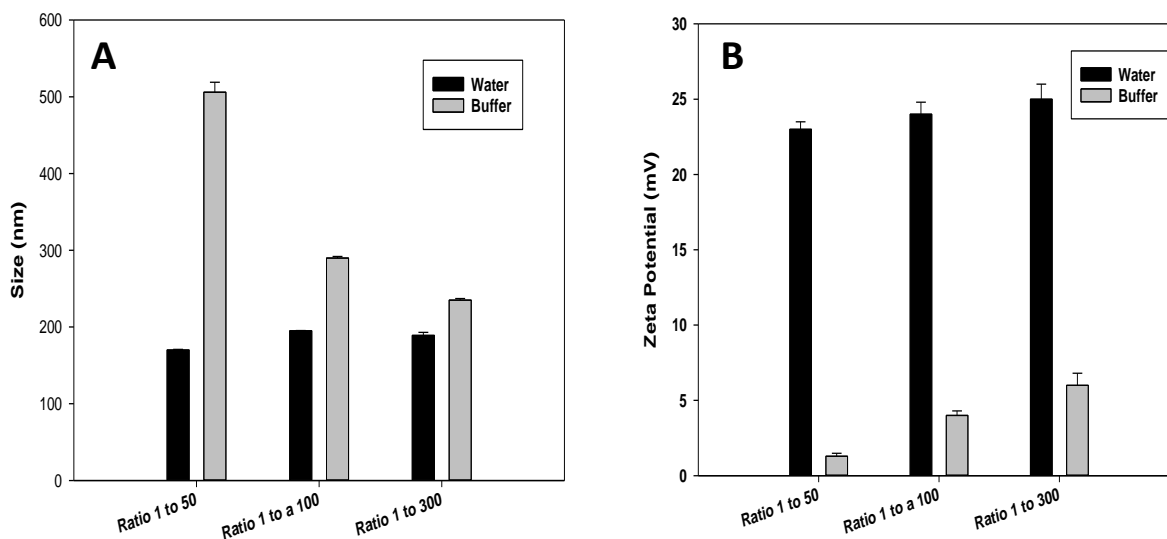 A
Size (nm)
600
500
400
300
200
100
0
Water
Buffer
Ratio 1 to 50
Ratio 1 to a 100
Ratio 1 to 300
B
Zeta Potential (mV)
30
25
20
15
10
5
0
Water
Buffer
Ratio 1 to 50
Ratio 1 to a 100
Ratio 1 to 300